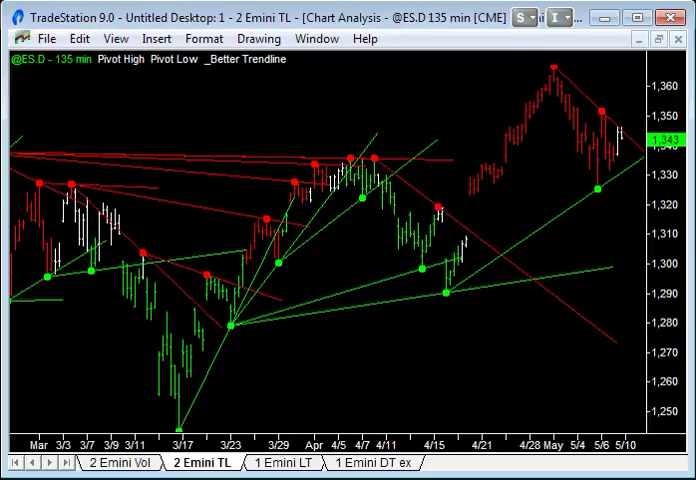 TradeStation 9.0 - Untitled Desktop: 1 - 2 Emini TL - [Chart Analysis - @ES.D 135 min [CME]
S
I
File Edit View Insert Format Drawing Window Help
@ES.D - 135 min Pivot High Pivot Low _Better Trendline
1,360
1,350
1,343
1,330
1,320
1,310
1,300
1,290
1,280
1,270
1,260
1,250
Mar 3/3 3/7 3/9 3/11 3/17 3/23 3/29 Apr 4/5 4/7 4/11 4/15 4/21 4/28 May 5/4 5/6 5/10
2 Emini Vol 2 Emini TL 1 Emini LT 1 Emini DT ex